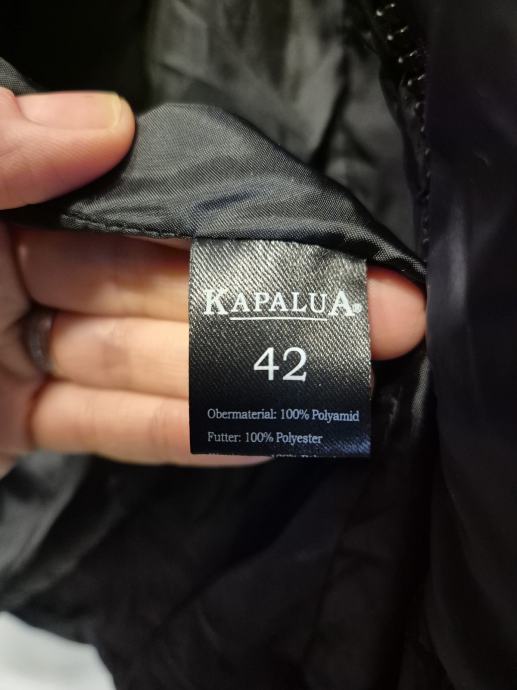 KAPALUA®
42
Obermaterial: 100% Polyamid
Futter: 100% Polyester